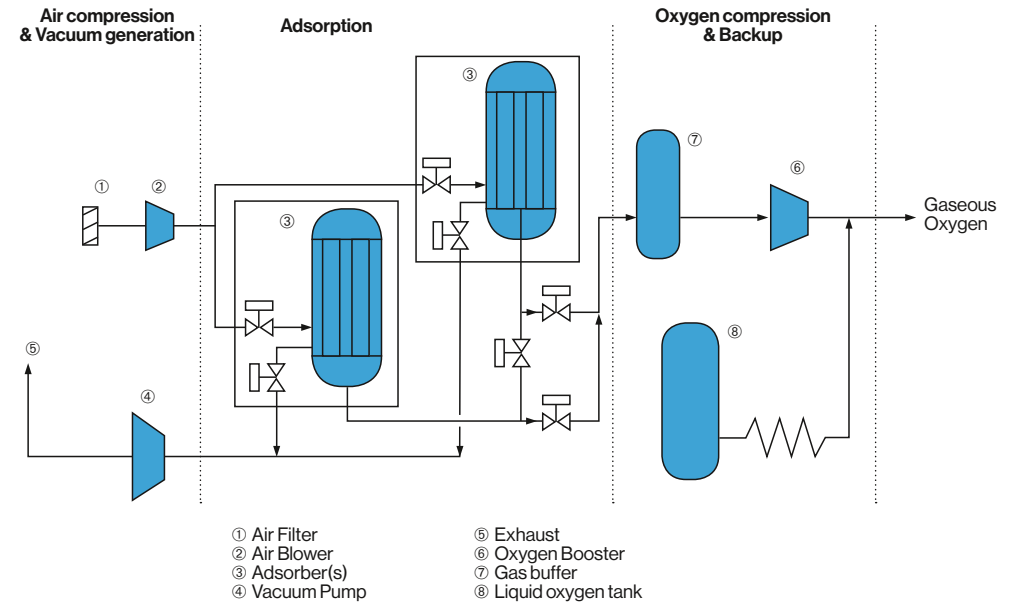 Air compression
& Vacuum generation
Adsorption
Oxygen compression
& Backup
③
⑦
⑥
①
②
③
Gaseous
Oxygen
⑤
⑧
④
① Air Filter
② Air Blower
③ Adsorber(s)
④ Vacuum Pump
⑤ Exhaust
⑥ Oxygen Booster
⑦ Gas buffer
⑧ Liquid oxygen tank